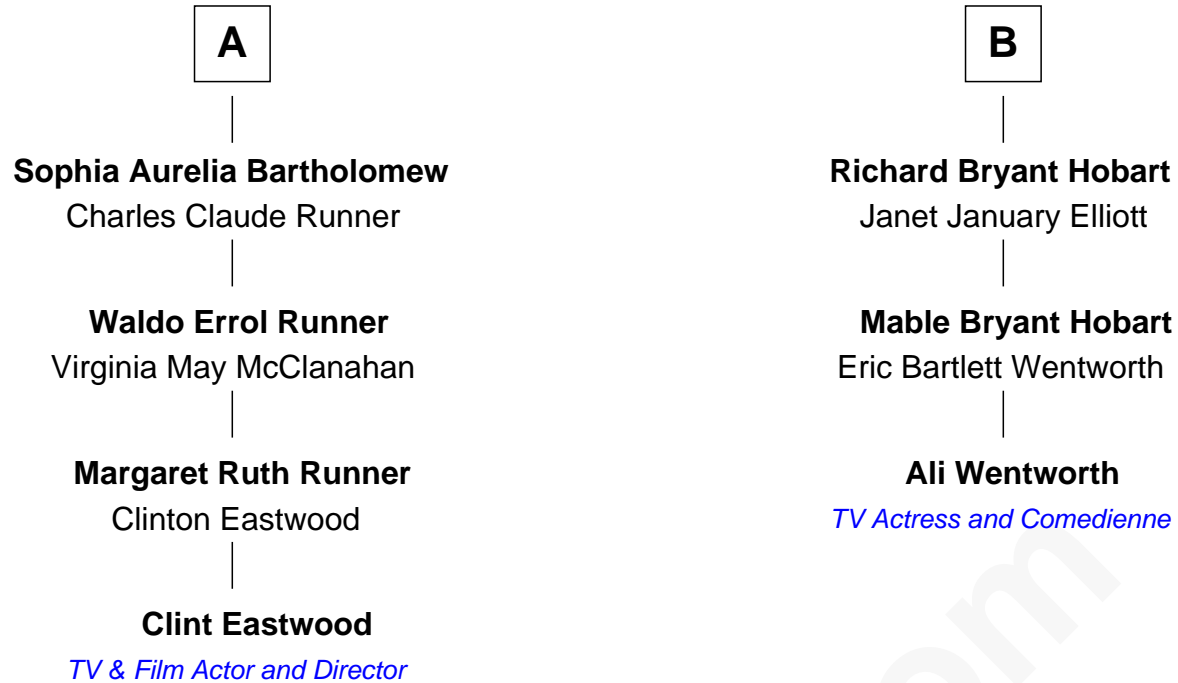 A
Sophia Aurelia Bartholomew
Charles Claude Runner
Waldo Errol Runner
Virginia May McClanahan
Margaret Ruth Runner
Clinton Eastwood
Clint Eastwood
TV & Film Actor and Director
B
Richard Bryant Hobart
Janet January Elliott
Mable Bryant Hobart
Eric Bartlett Wentworth
Ali Wentworth
TV Actress and Comedienne
om